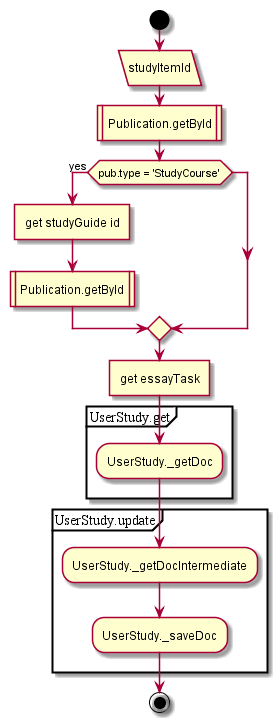 studyItemId
Publication.getById
yes
pub.type = 'StudyCourse'
get studyGuide id
Publication.getById
get essayTask
UserStudy.get
UserStudy._getDoc
UserStudy.update
UserStudy._getDocIntermediate
UserStudy._saveDoc